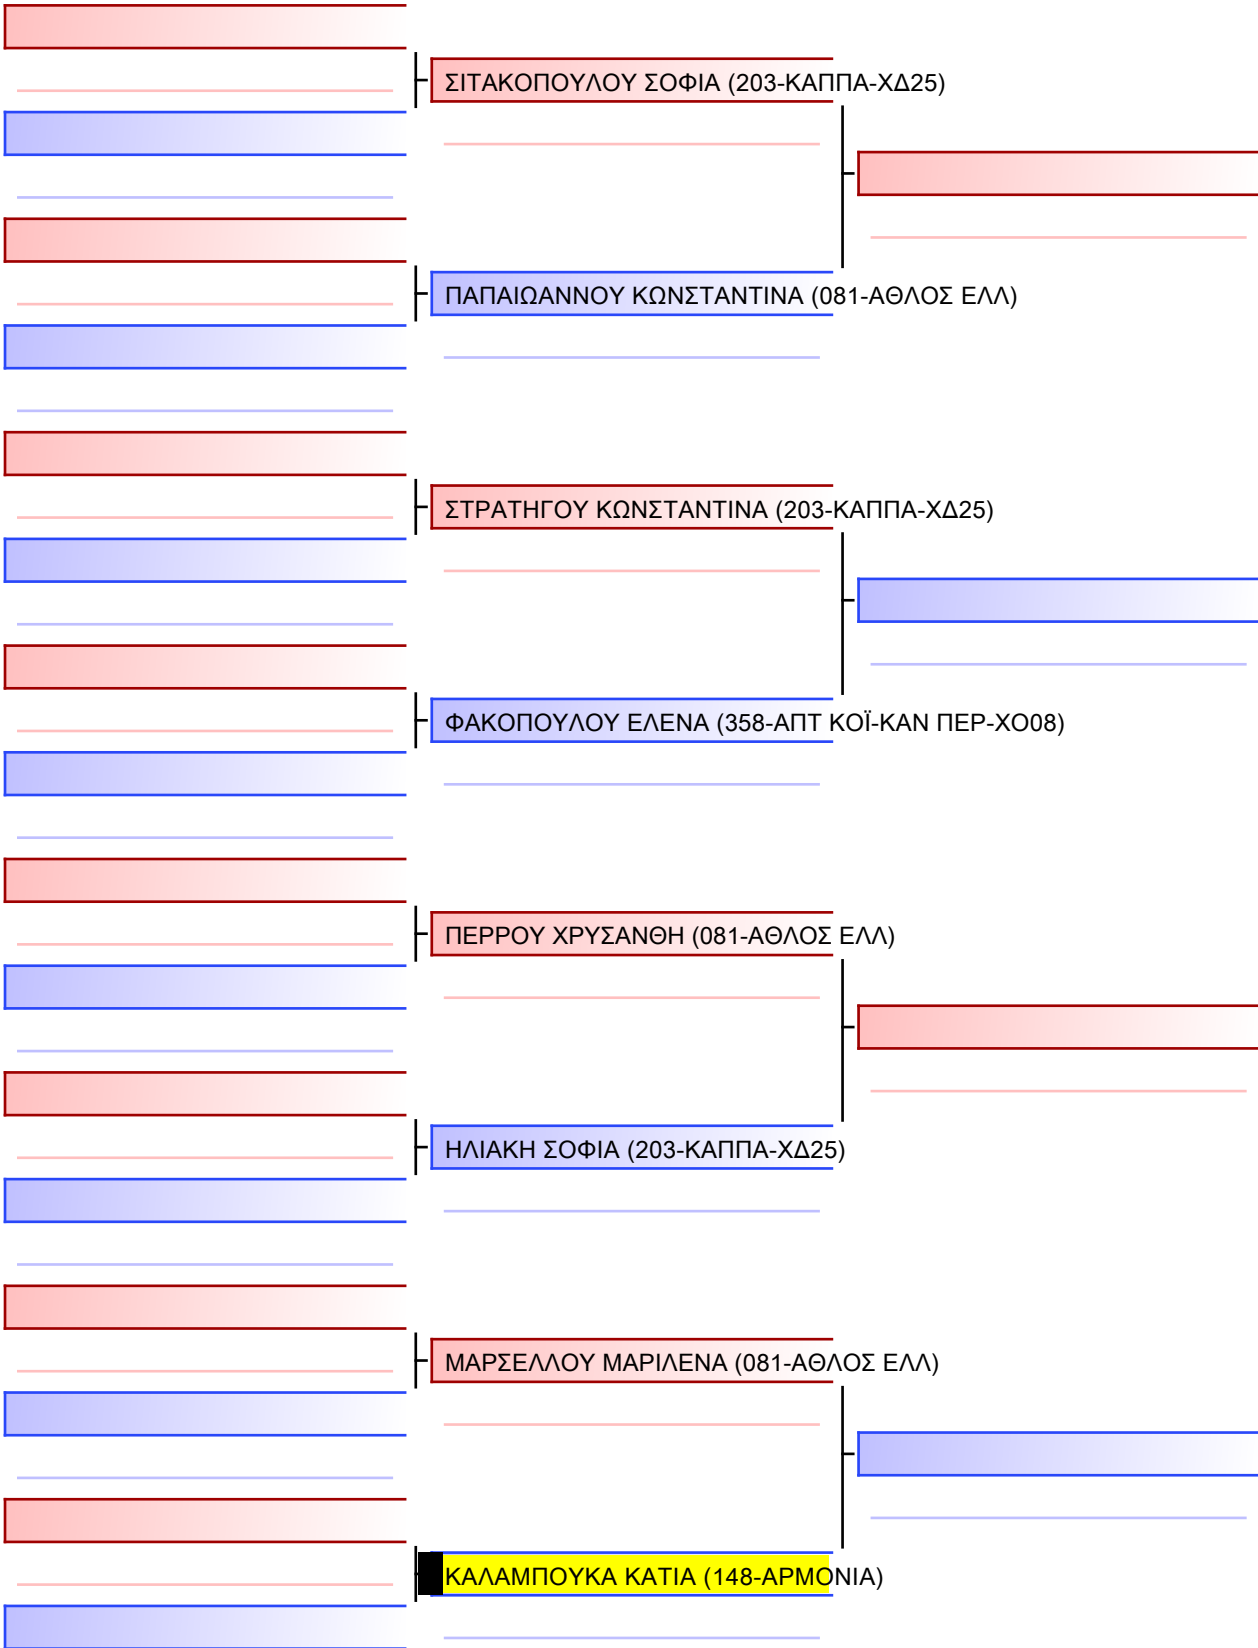 ΣΙΤΑΚΟΠΟΥΛΟΥ ΣΟΦΙΑ (203-ΚΑΠΠΑ-ΧΔ25)
ΠΑΠΑΙΩΑΝΝΟΥ ΚΩΝΣΤΑΝΤΙΝΑ (081-ΑΘΛΟΣ ΕΛΛ)
ΣΤΡΑΤΗΓΟΥ ΚΩΝΣΤΑΝΤΙΝΑ (203-ΚΑΠΠΑ-ΧΔ25)
ΦΑΚΟΠΟΥΛΟΥ ΕΛΕΝΑ (358-ΑΠΤ ΚΟΪ-ΚΑΝ ΠΕΡ-ΧΟ08)
ΠΕΡΡΟΥ ΧΡΥΣΑΝΘΗ (081-ΑΘΛΟΣ ΕΛΛ)
ΗΛΙΑΚΗ ΣΟΦΙΑ (203-ΚΑΠΠΑ-ΧΔ25)
ΜΑΡΣΕΛΛΟΥ ΜΑΡΙΛΕΝΑ (081-ΑΘΛΟΣ ΕΛΛ)
ΚΑΛΑΜΠΟΥΚΑ ΚΑΤΙΑ (148-ΑΡΜΟΝΙΑ)